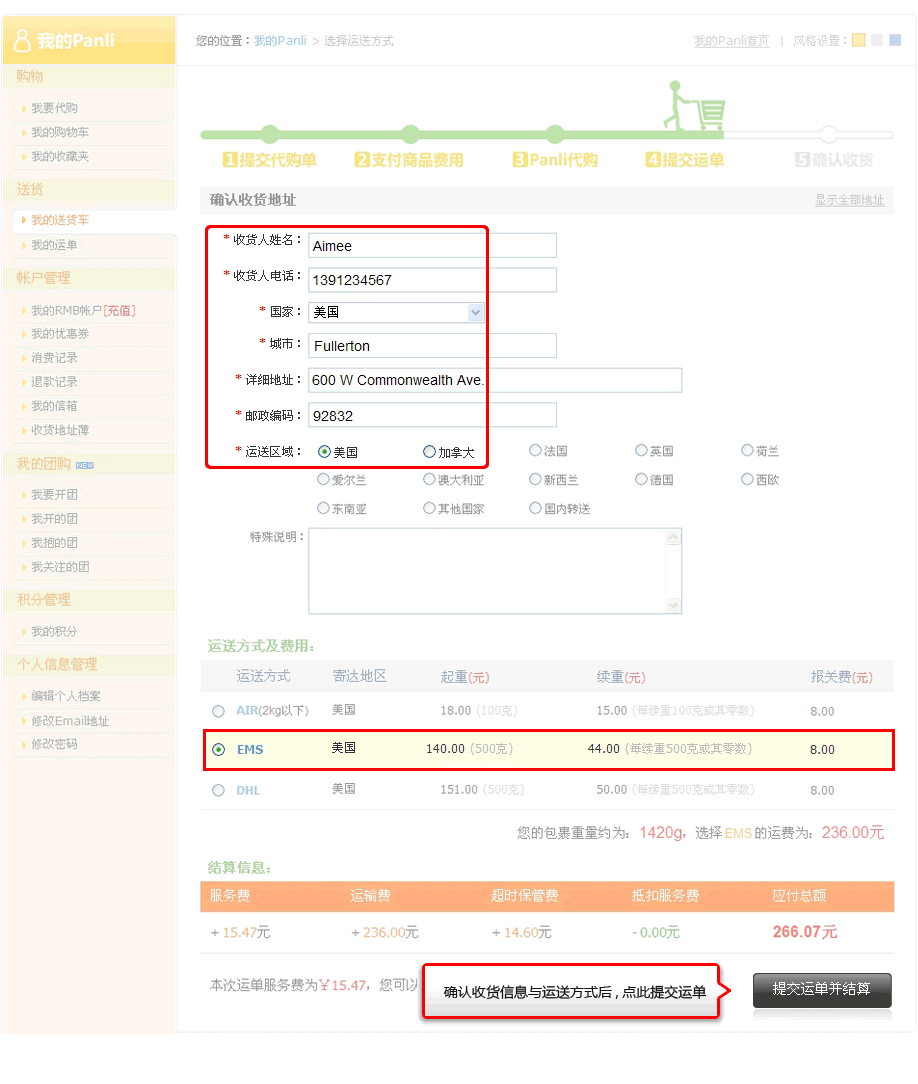 我的Panli
您的位置：我的Panli > 选择运送方式
我的Panli首页 | 风格设置：
购物
我要代购
我的购物车
我的收藏夹
送货
我的送货车
我的运单
帐户管理
我的RMB帐户[充值]
我的优惠券
消费记录
退款记录
我的信箱
收货地址薄
我的团购 NEW
我要开团
我开的团
我抱的团
我关注的团
积分管理
我的积分
个人信息管理
编辑个人档案
修改Email地址
修改密码
1提交代购单 2支付商品费用 3Panli代购 4提交运单 5确认收货
确认收货地址 显示全部地址
*收货人姓名： Aimee
*收货人电话： 1391234567
*国家： 美国
*城市： Fullerton
*详细地址： 600 W Commonwealth Ave.
*邮政编码： 92832
*运送区域： 美国 加拿大 法国 英国 荷兰
爱尔兰 澳大利亚 新西兰 德国 西欧
东南亚 其他国家 国内转送
特殊说明：
运送方式及费用：
运送方式 寄达地区 起重(元) 续重(元) 报关费(元)
AIR(2kg以下) 美国 18.00 (100克) 15.00 (每续重100克或其零数) 8.00
EMS 美国 140.00 (500克) 44.00 (每续重500克或其零数) 8.00
DHL 美国 151.00 (500克) 50.00 (每续重500克或其零数) 8.00
您的包裹重量约为：1420g，选择EMS的运费为：236.00元
结算信息：
服务费 运输费 超时保管费 抵扣服务费 应付总额
+ 15.47元 + 236.00元 + 14.60元 - 0.00元 266.07元
本次运单服务费为￥15.47，您可以
确认收货信息与运送方式后，点此提交运单
提交运单并结算